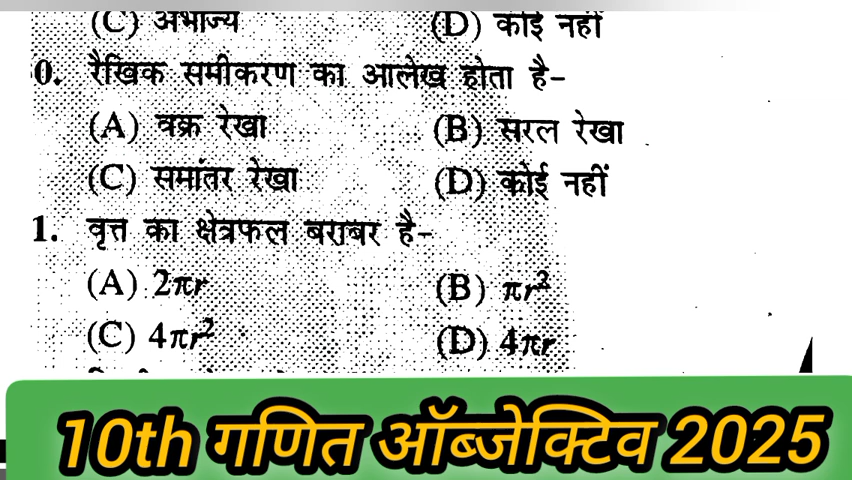 (C) अभाज्य (D) कोई नहीं
0. रैखिक समीकरण का आलेख होता है-
(A) वक्र रेखा (B) सरल रेखा
(C) समांतर रेखा (D) कोई नहीं
1. वृत्त का क्षेत्रफल बराबर है-
(A) 2πr (B) πr²
(C) 4πr² (D) 4πr
10th गणित ऑब्जेक्टिव 2025